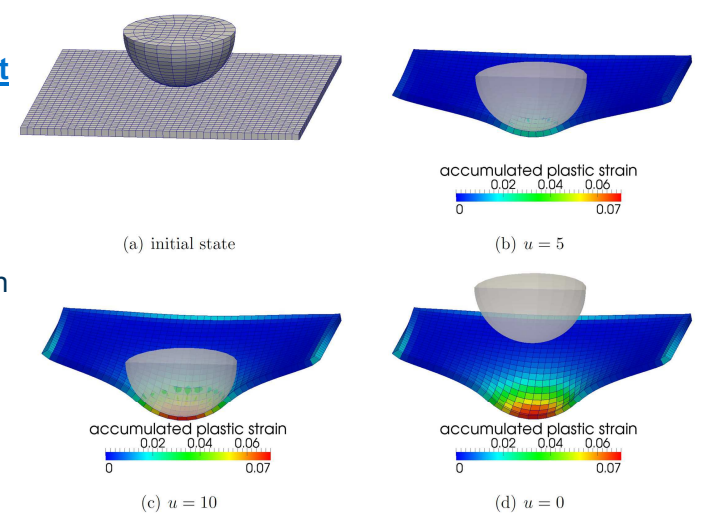 t
accumulated plastic strain
0.02 0.04 0.06
0 0.07
(a) initial state
(b) u = 5
n
accumulated plastic strain
0.02 0.04 0.06
0 0.07
accumulated plastic strain
0.02 0.04 0.06
0 0.07
(c) u = 10
(d) u = 0